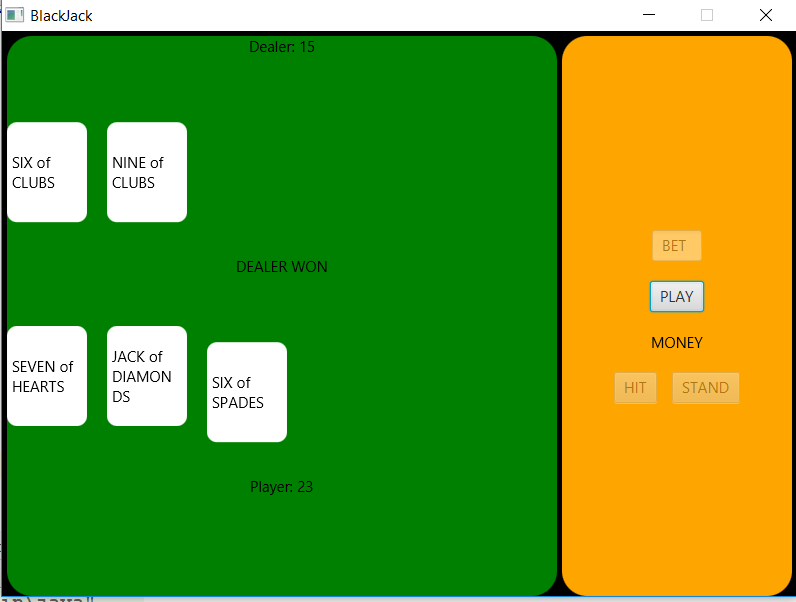 BlackJack
Dealer: 15
SIX of
CLUBS
NINE of
CLUBS
DEALER WON
SEVEN of
HEARTS
JACK of
DIAMON
DS
SIX of
SPADES
Player: 23
BET
PLAY
MONEY
HIT
STAND